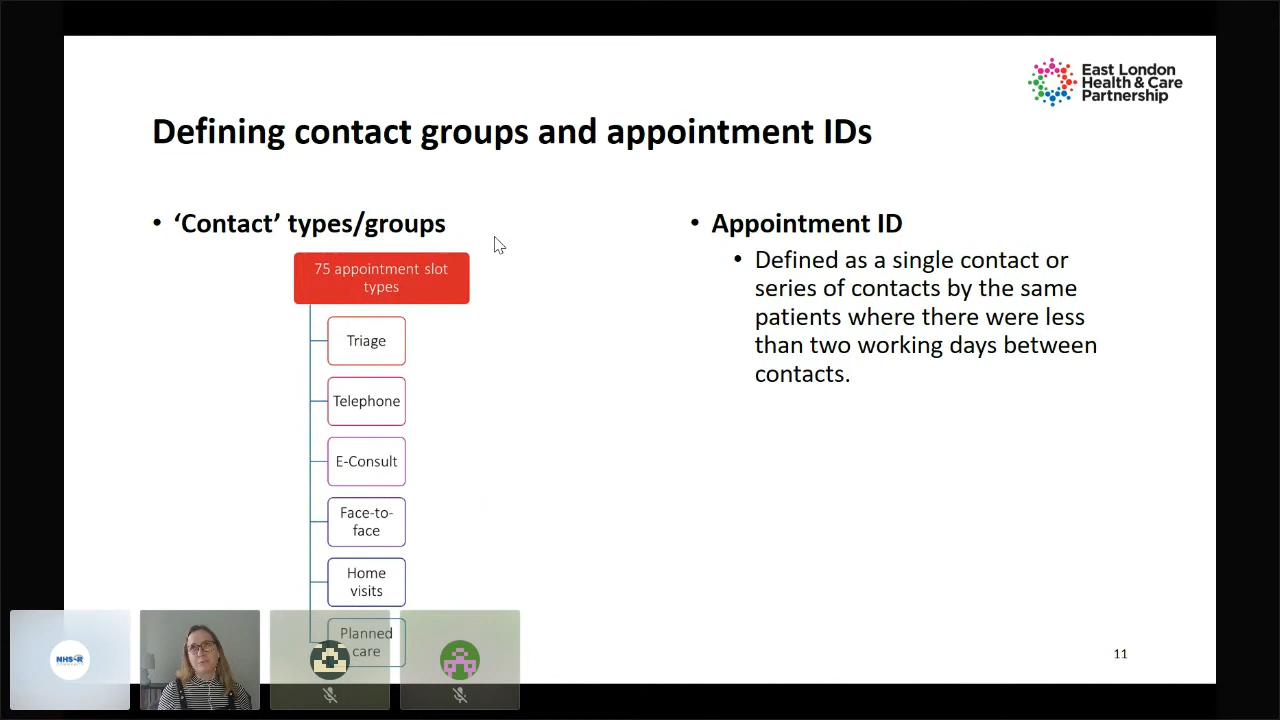 East London
Health & Care
Partnership
Defining contact groups and appointment IDs
• ‘Contact’ types/groups
75 appointment slot
types
Triage
Telephone
E-Consult
Face-to-
face
Home
visits
Planned
care
• Appointment ID
• Defined as a single contact or
series of contacts by the same
patients where there were less
than two working days between
contacts.
NHS-R
11